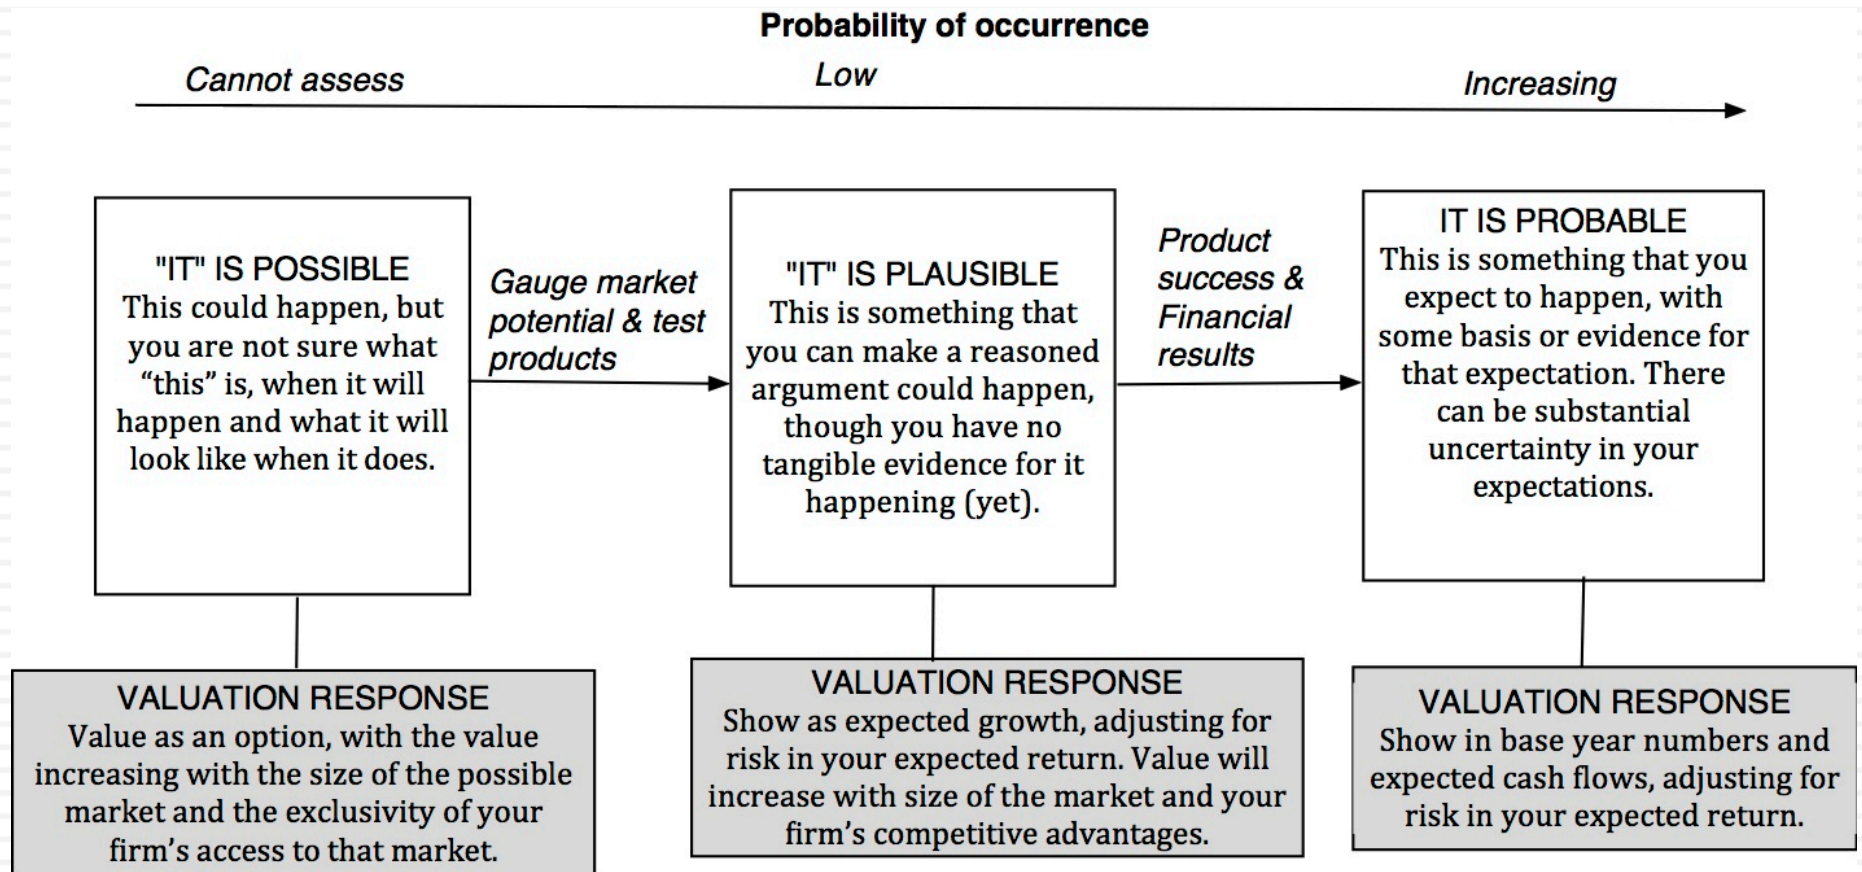 Probability of occurrence
Cannot assess
Low
Increasing
"IT" IS POSSIBLE
This could happen, but
you are not sure what
“this” is, when it will
happen and what it will
look like when it does.
Gauge market
potential & test
products
"IT" IS PLAUSIBLE
This is something that
you can make a reasoned
argument could happen,
though you have no
tangible evidence for it
happening (yet).
Product
success &
Financial
results
IT IS PROBABLE
This is something that you
expect to happen, with
some basis or evidence for
that expectation. There
can be substantial
uncertainty in your
expectations.
VALUATION RESPONSE
Value as an option, with the value
increasing with the size of the possible
market and the exclusivity of your
firm’s access to that market.
VALUATION RESPONSE
Show as expected growth, adjusting for
risk in your expected return. Value will
increase with size of the market and your
firm’s competitive advantages.
VALUATION RESPONSE
Show in base year numbers and
expected cash flows, adjusting for
risk in your expected return.